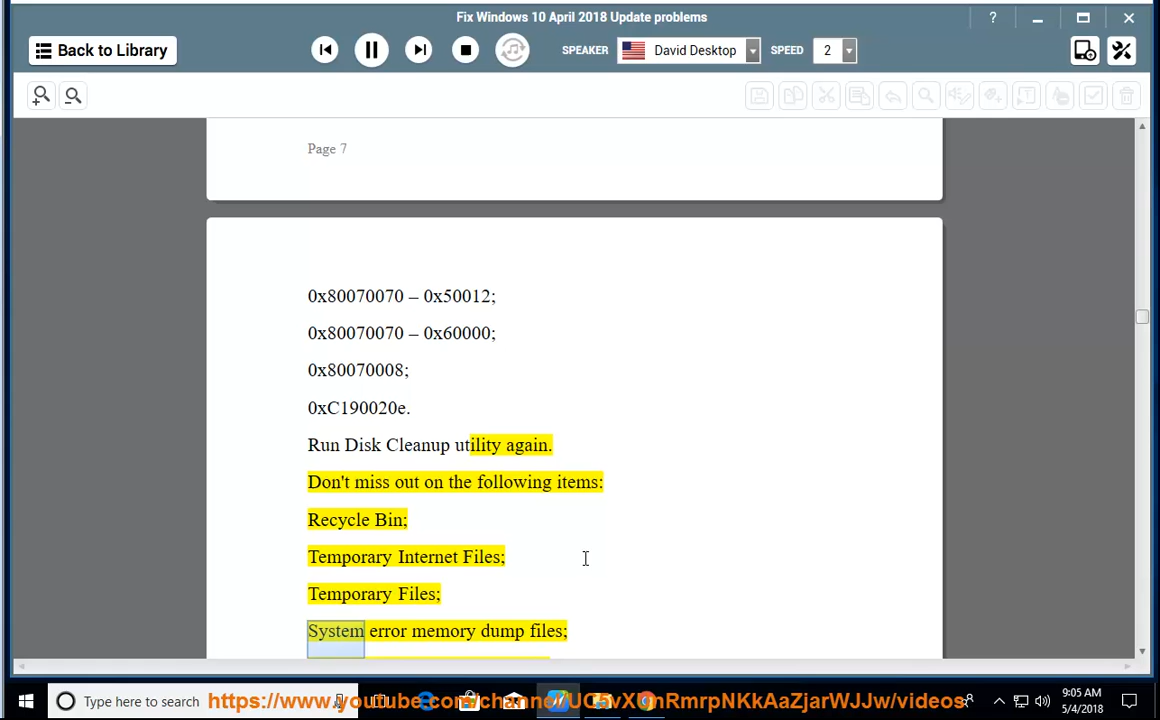 Fix Windows 10 April 2018 Update problems
Back to Library
SPEAKER
David Desktop
SPEED
2
Page 7
0x80070070 – 0x50012;
0x80070070 – 0x60000;
0x80070008;
0xC190020e.
Run Disk Cleanup utility again.
Don't miss out on the following items:
Recycle Bin;
Temporary Internet Files;
Temporary Files;
System error memory dump files;
Type here to search
9:05 AM
5/4/2018